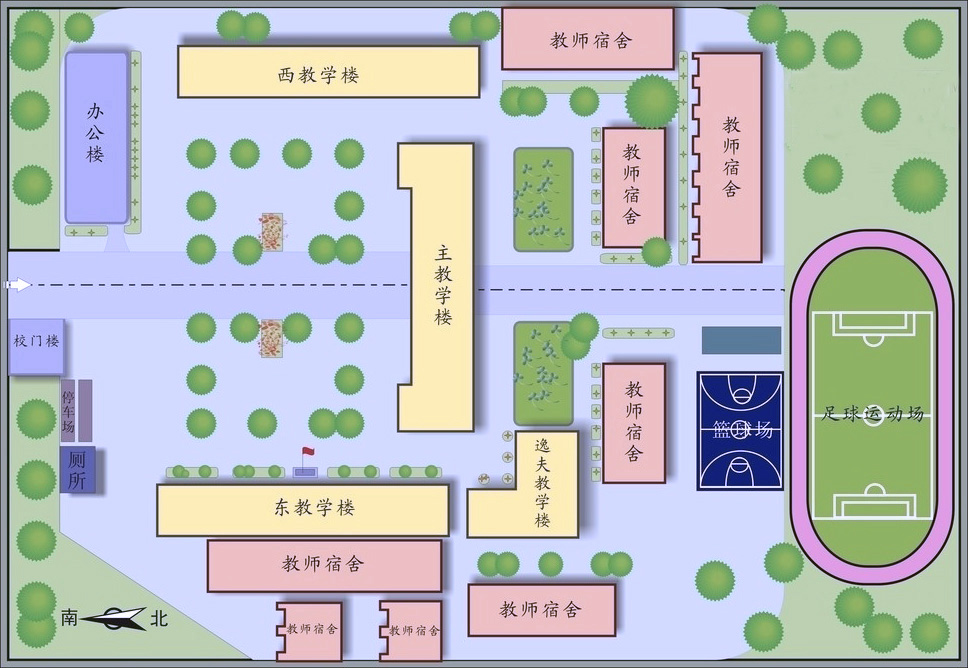 教师宿舍
西教学楼
办公楼
教师宿舍
教师宿舍
主教学楼
校门楼
停车场
教师宿舍
足球运动场
篮球场
厕所
逸夫教学楼
东教学楼
教师宿舍
教师宿舍
南 北
教师宿舍
教师宿舍